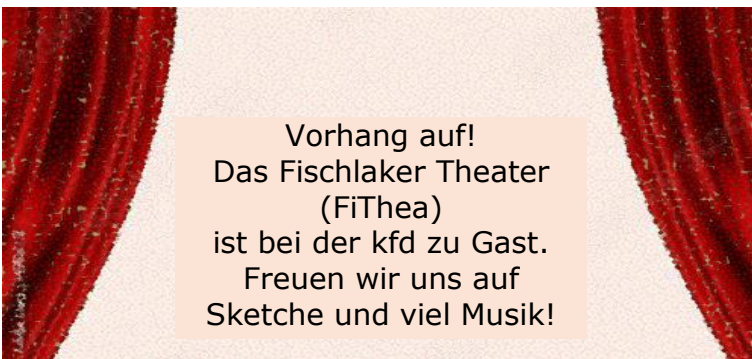 Vorhang auf!
Das Fischlaker Theater
(FiThea)
ist bei der kfd zu Gast.
Freuen wir uns auf
Sketche und viel Musik!